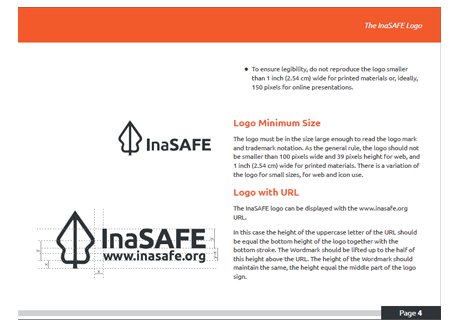 The InaSAFE Logo
To ensure legibility, do not reproduce the logo smaller
than 1 inch (2.54 cm) wide for printed materials or, ideally,
150 pixels for online presentations.
InaSAFE
Logo Minimum Size
The logo must be in the size large enough to read the logo mark
and trademark notation. As the general rule, the logo should not
be smaller than 100 pixels wide and 39 pixels height for web, and
1 inch (2.54 cm) wide for printed materials. There is a variation of
the logo for small sizes, for web and icon use.
Logo with URL
The InaSAFE logo can be displayed with the www.inasafe.org
URL.
InaSAFE
www.inasafe.org
In this case the height of the uppercase letter of the URL should
be equal the bottom height of the logo together with the
bottom stroke. The Wordmark should be lifted up to the half of
this height above the URL. The height of the Wordmark should
maintain the same, the height equal the middle part of the logo
sign.
Page 4